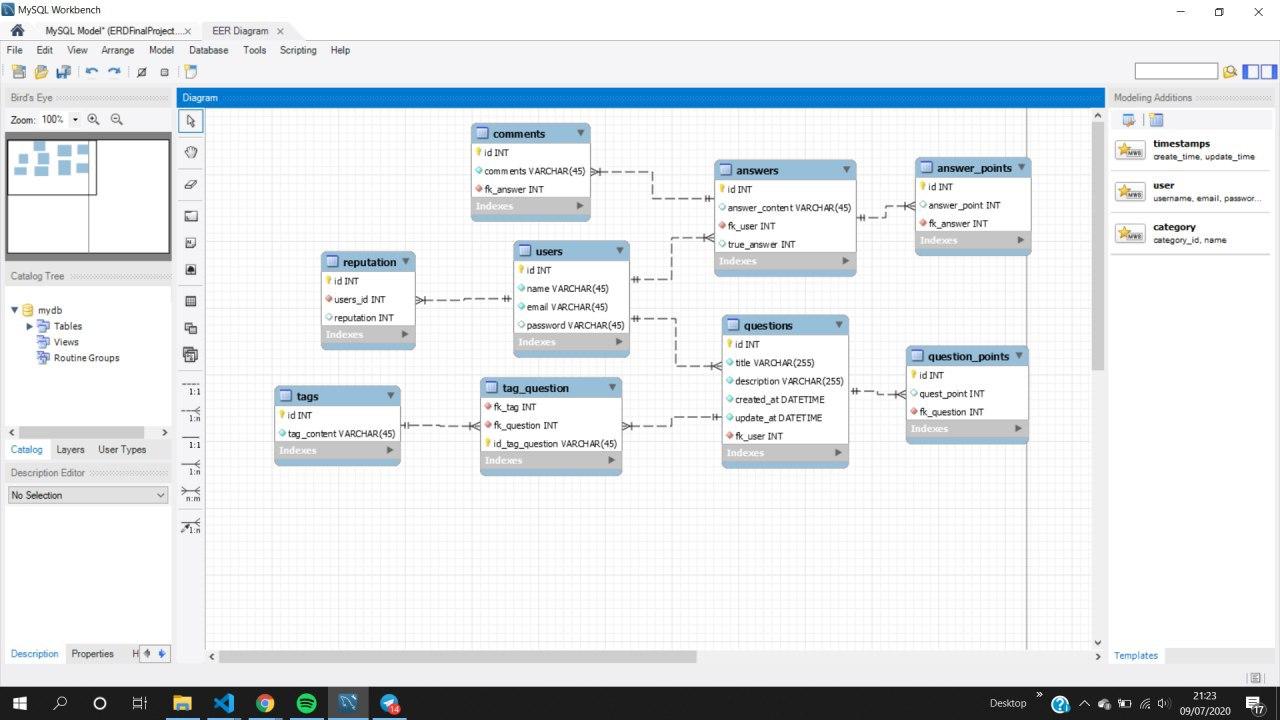 MySQL Workbench
MySQL Model* (ERDFinalProject....
EER Diagram
File Edit View Arrange Model Database Tools Scripting Help
Bird's Eye
Zoom: 100%
Catalog Tree
mydb
Tables
Views
Routine Groups
Catalog Layers User Types
Description Editor
No Selection
Description Properties H
Diagram
1:1
1:n
1:1
1:n
n:m
1:n
comments
id INT
comments VARCHAR(45)
fk_answer INT
Indexes
answers
id INT
answer_content VARCHAR(45)
fk_user INT
true_answer INT
Indexes
answer_points
id INT
answer_point INT
fk_answer INT
Indexes
reputation
id INT
users_id INT
reputation INT
Indexes
users
id INT
name VARCHAR(45)
email VARCHAR(45)
password VARCHAR(45)
Indexes
questions
id INT
title VARCHAR(255)
description VARCHAR(255)
created_at DATETIME
update_at DATETIME
fk_user INT
Indexes
question_points
id INT
quest_point INT
fk_question INT
Indexes
tags
id INT
tag_content VARCHAR(45)
Indexes
tag_question
fk_tag INT
fk_question INT
id_tag_question VARCHAR(45)
Indexes
Modeling Additions
timestamps
create_time, update_time
user
username, email, passwor...
category
category_id, name
Templates
Desktop
14
21:23
09/07/2020
17